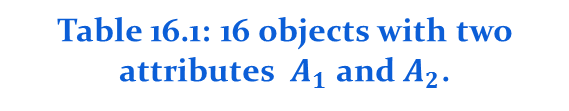 Table 16.1: 16 objects with two
attributes A₁ and A₂.